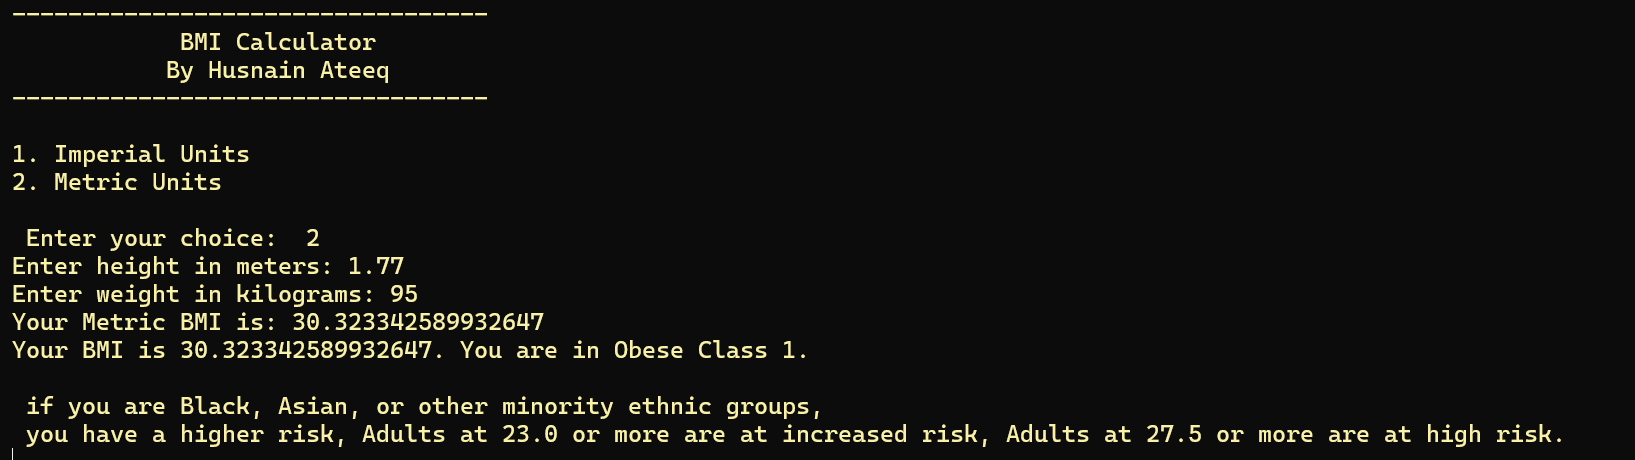 ----------------------------------
BMI Calculator
By Husnain Ateeq
----------------------------------
1. Imperial Units
2. Metric Units
Enter your choice:  2
Enter height in meters: 1.77
Enter weight in kilograms: 95
Your Metric BMI is: 30.323342589932647
Your BMI is 30.323342589932647. You are in Obese Class 1.
if you are Black, Asian, or other minority ethnic groups,
you have a higher risk, Adults at 23.0 or more are at increased risk, Adults at 27.5 or more are at high risk.